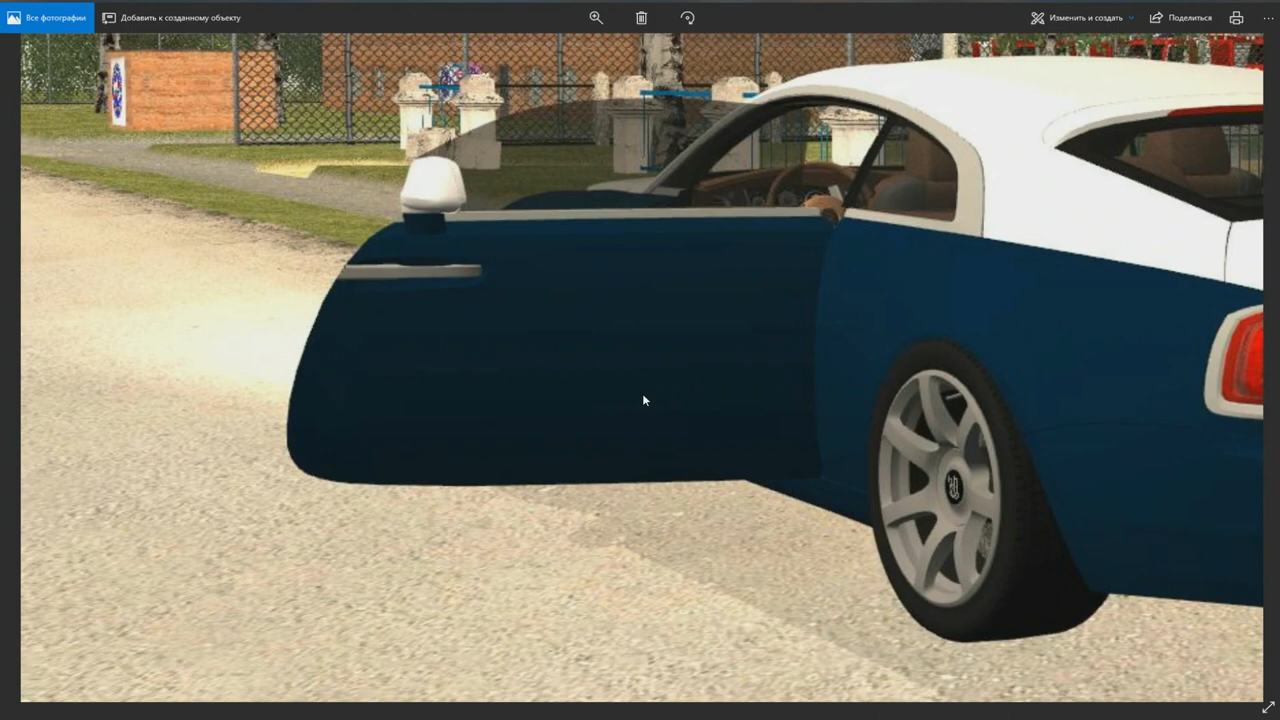 Все фотографии
Добавить к созданному объекту
Изменить и создать
Поделиться